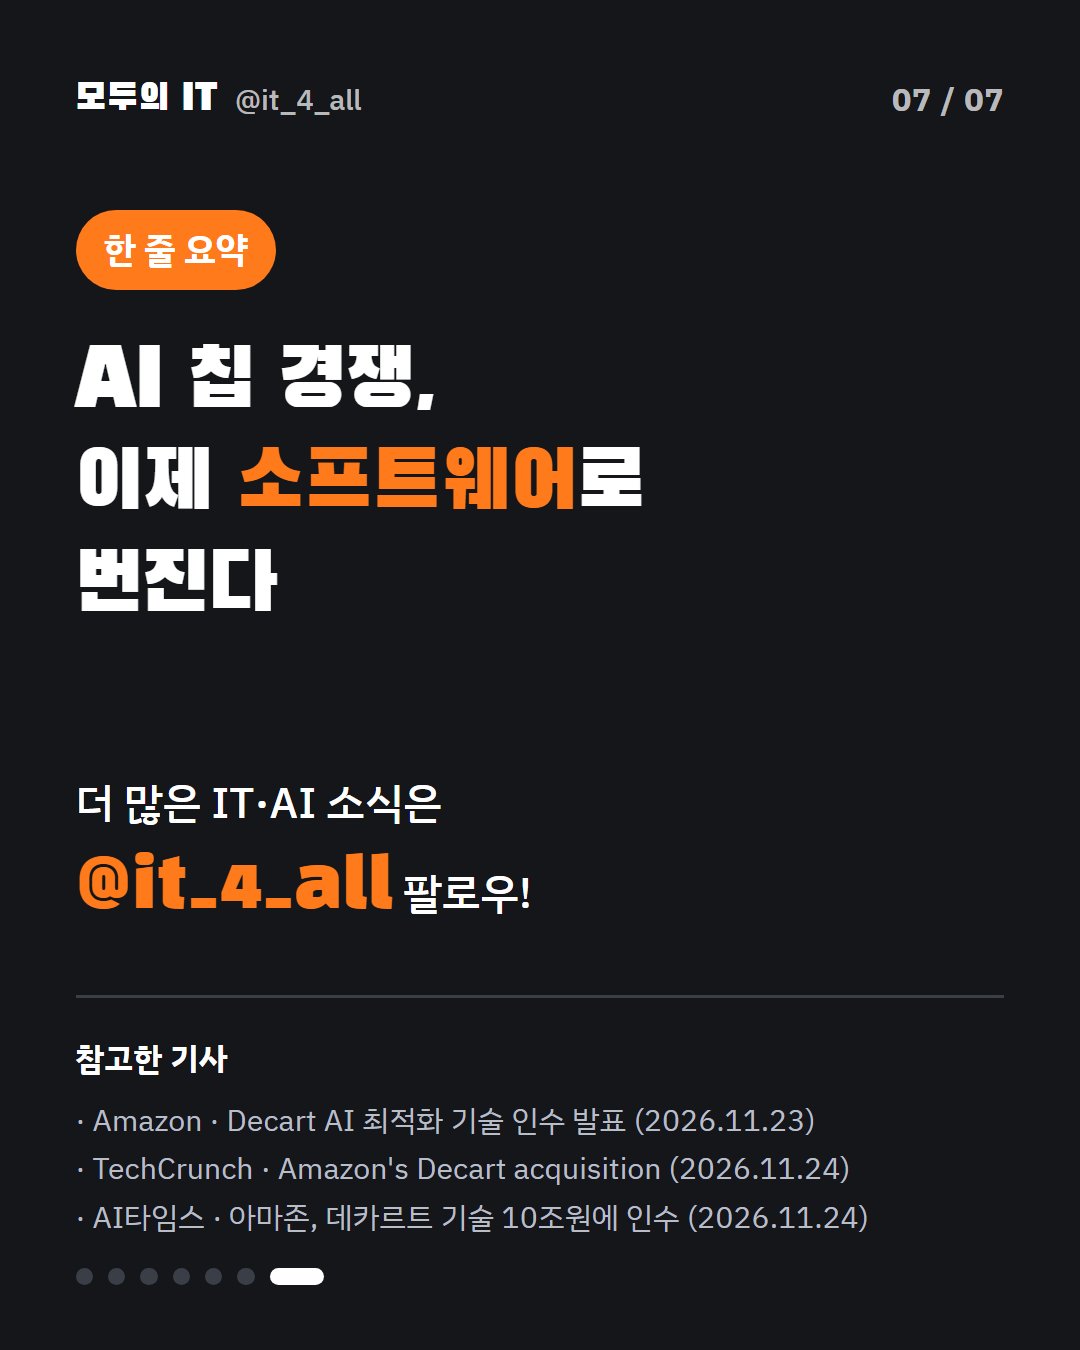 모두의 IT @it_4_all
07 / 07
한 줄 요약
AI 칩 경쟁,
이제 소프트웨어로
번진다
더 많은 IT·AI 소식은
@it_4_all 팔로우!
참고한 기사
· Amazon · Decart AI 최적화 기술 인수 발표 (2026.11.23)
· TechCrunch · Amazon's Decart acquisition (2026.11.24)
· AI타임스 · 아마존, 데카르트 기술 10조원에 인수 (2026.11.24)